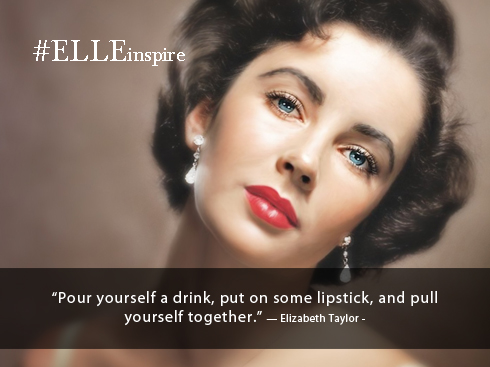 #ELLEinspire
“Pour yourself a drink, put on some lipstick, and pull
yourself together.” — Elizabeth Taylor -